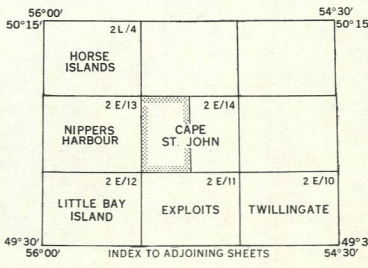 56°00′ 54°30′
50°15′ 50°15
2L/4
HORSE
ISLANDS
2 E/13 2 E/14
NIPPERS
HARBOUR
CAPE
ST. JOHN
2 E/12 2 E/11 2 E/10
LITTLE BAY
ISLAND
EXPLOITS TWILLINGATE
49°30′ 49°3
56°00′ INDEX TO ADJOINING SHEETS 54°30′